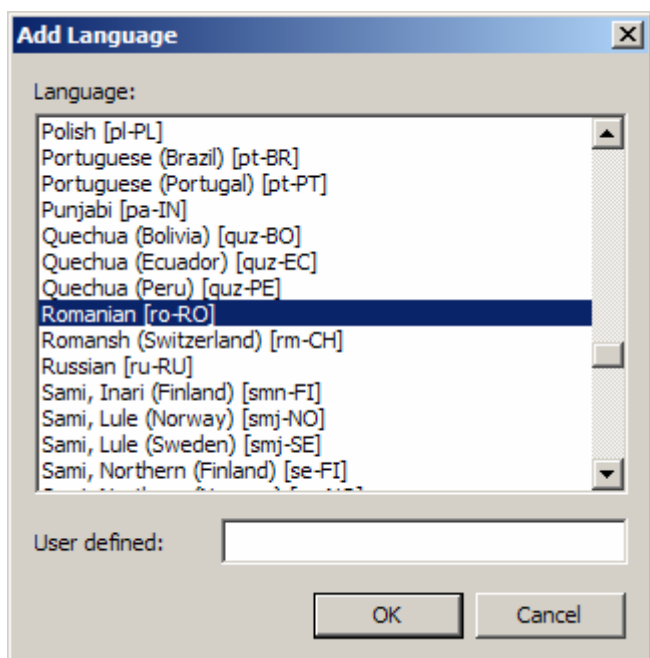 Add Language
Language:
Polish [pl-PL]
Portuguese (Brazil) [pt-BR]
Portuguese (Portugal) [pt-PT]
Punjabi [pa-IN]
Quechua (Bolivia) [quz-BO]
Quechua (Ecuador) [quz-EC]
Quechua (Peru) [quz-PE]
Romanian [ro-RO]
Romansh (Switzerland) [rm-CH]
Russian [ru-RU]
Sami, Inari (Finland) [smn-FI]
Sami, Lule (Norway) [smj-NO]
Sami, Lule (Sweden) [smj-SE]
Sami, Northern (Finland) [se-FI]
User defined:
OK
Cancel